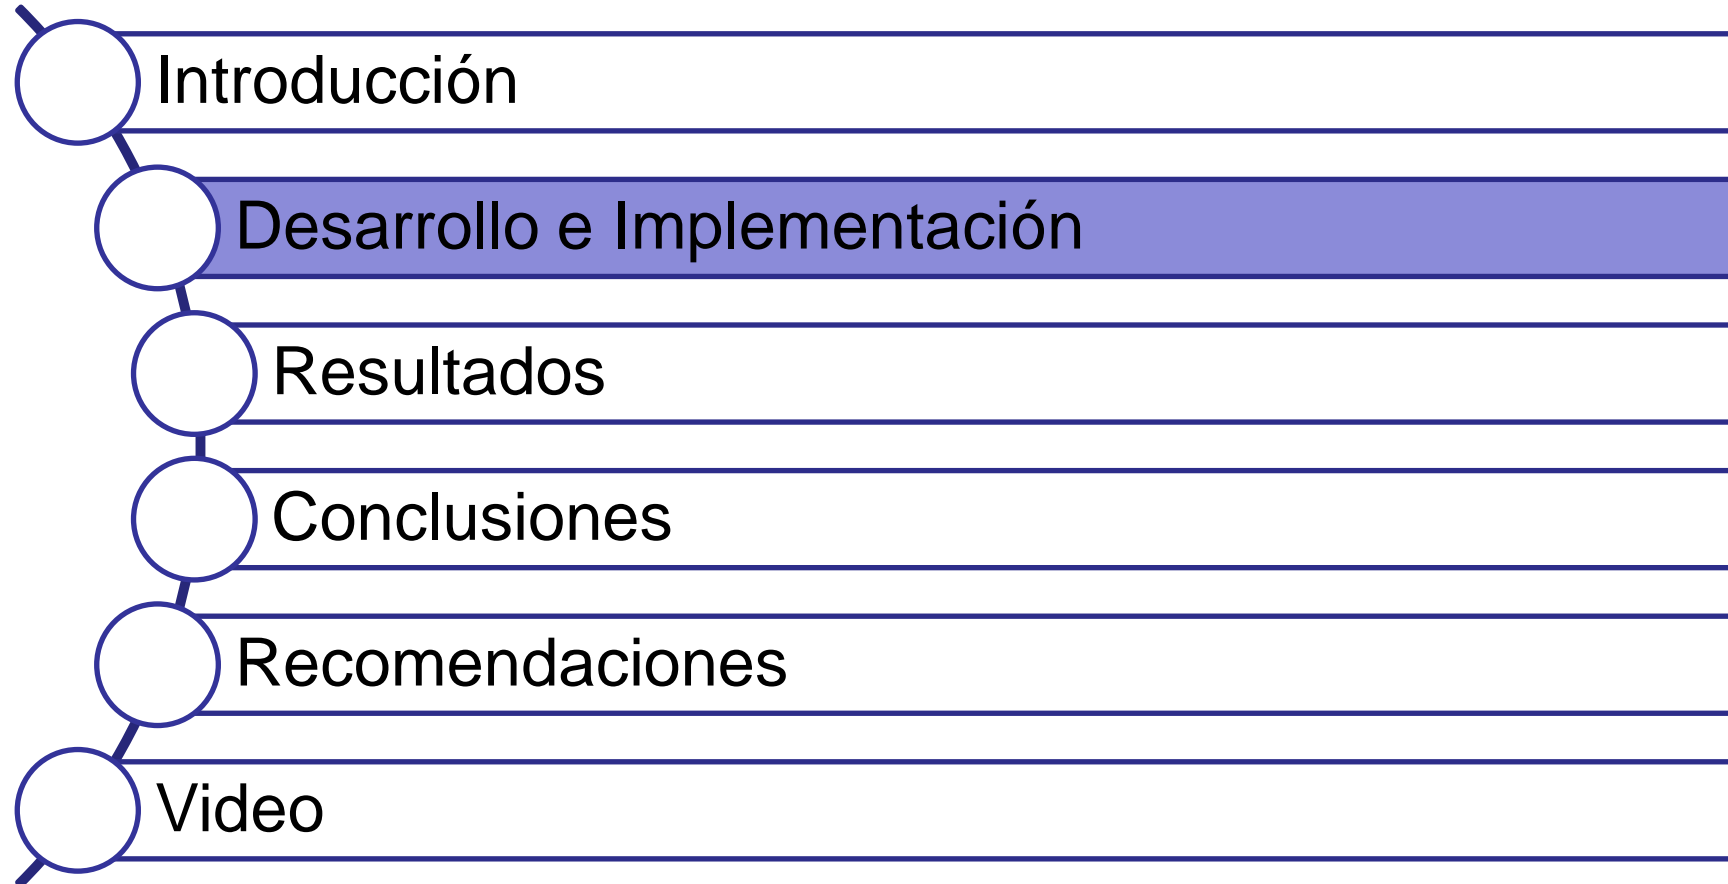 Introducción
Desarrollo e Implementación
Resultados
Conclusiones
Recomendaciones
Video